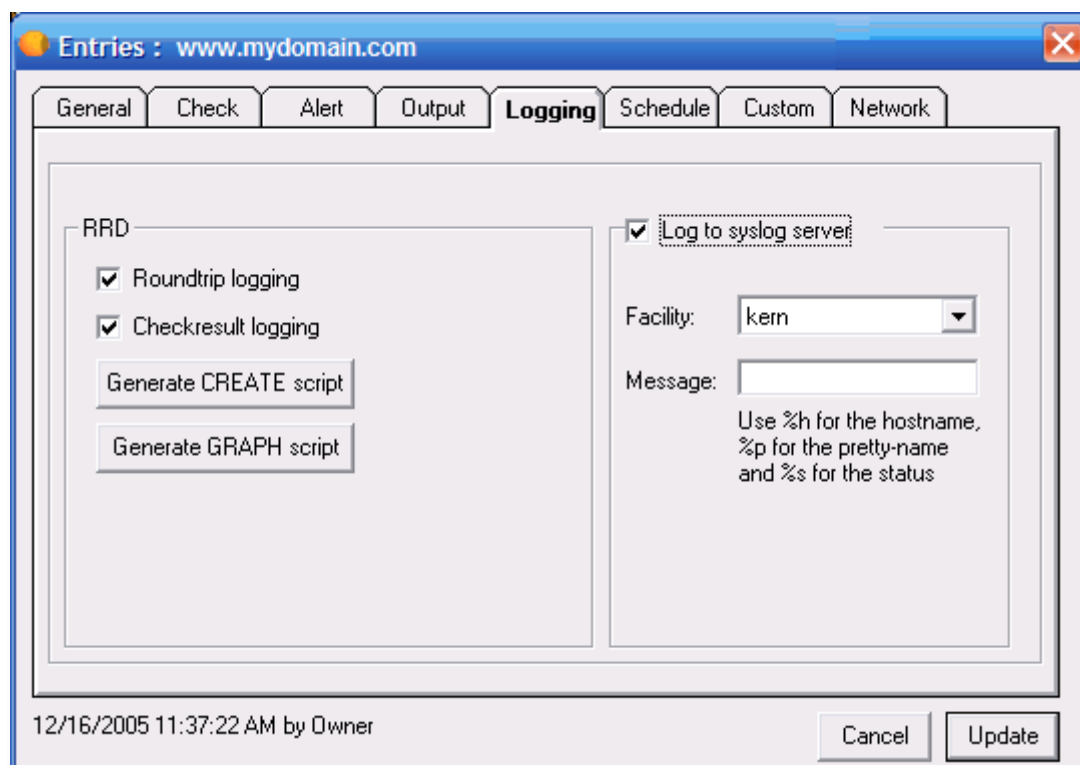 Entries : www.mydomain.com
General Check Alert Output Logging Schedule Custom Network
RRD
Roundtrip logging
Checkresult logging
Generate CREATE script
Generate GRAPH script
Log to syslog server
Facility: kern
Message:
Use %h for the hostname,
%p for the pretty-name
and %s for the status
12/16/2005 11:37:22 AM by Owner
Cancel Update